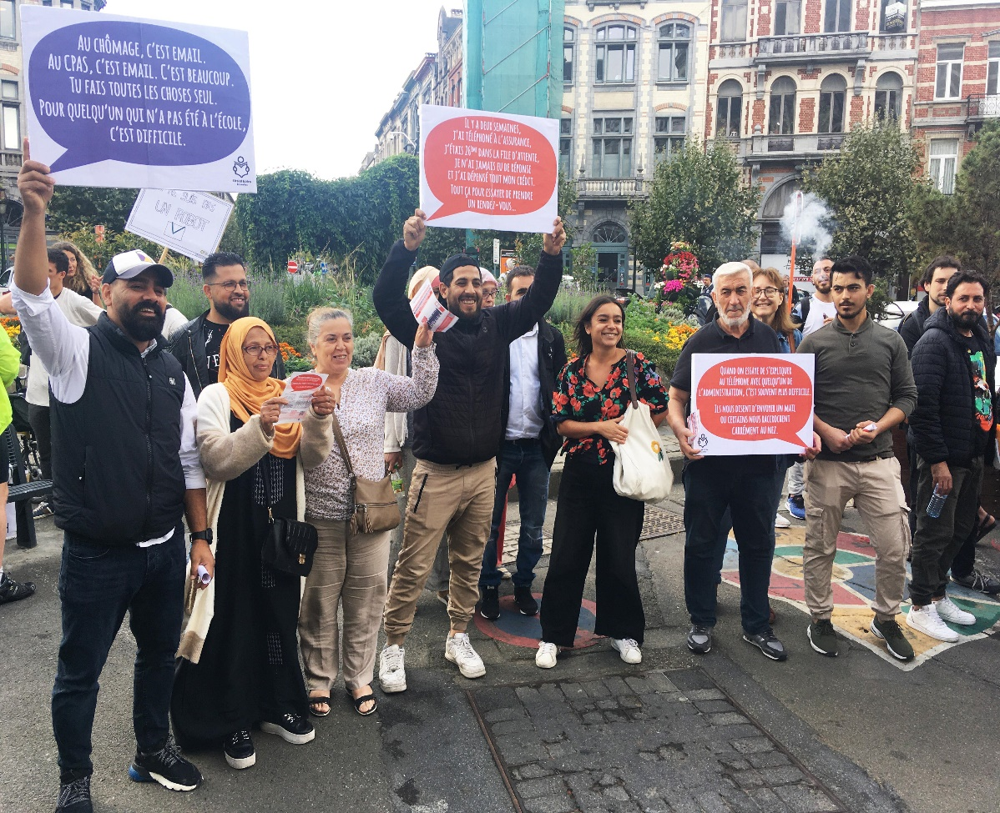 AU CHÔMAGE, C'EST EMAIL.
AU CPAS, C'EST EMAIL. C'EST BEAUCOUP.
TU FAIS TOUTES LES CHOSES SEUL.
POUR QUELQU'UN QUI N'A PAS ÉTÉ À L'ÉCOLE,
C'EST DIFFICILE.
Lire et Écrire
UN ROBOT
IL Y A DEUX SEMAINES,
J'AI TÉLÉPHONÉ À L'ASSURANCE,
J'ÉTAIS 26ÈME DANS LA FILE D'ATTENTE,
JE N'AI JAMAIS EU DE RÉPONSE
ET J'AI DÉPENSÉ TOUT MON CRÉDIT.
TOUT ÇA POUR ESSAYER DE PRENDRE
UN RENDEZ-VOUS...
QUAND ON ESSAYE DE S'EXPLIQUER
AU TÉLÉPHONE AVEC QUELQU'UN DE
L'ADMINISTRATION, C'EST SOUVENT PLUS DIFFICILE.
ILS NOUS DISENT D'ENVOYER UN MAIL
OU CERTAINS NOUS RACCROCHENT
CARRÉMENT AU NEZ.